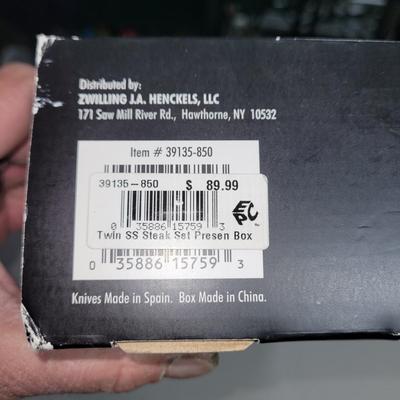 Distributed by:
ZWILLING J.A. HENCKELS, LLC
171 Saw Mill River Rd., Hawthorne, NY 10532
Item # 39135-850
39135-850 $ 89.99
0 35886 15759 3
EPC
Twin SS Steak Set Presen Box
0 35886 15759 3
Knives Made in Spain. Box Made in China.